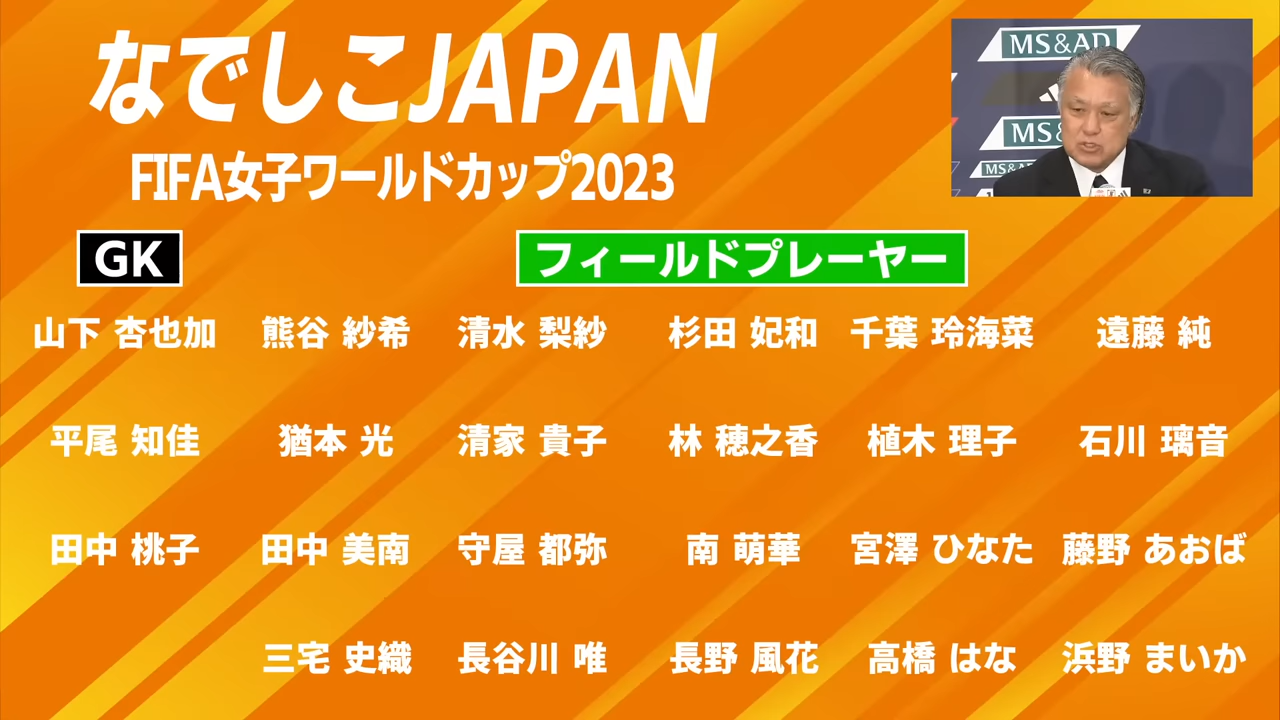 なでしこJAPAN
FIFA女子ワールドカップ2023
MS&AD
MS&
MS&AD
GK
フィールドプレーヤー
山下 杏也加 熊谷 紗希 清水 梨紗 杉田 妃和 千葉 玲海菜 遠藤 純
平尾 知佳 猶本 光 清家 貴子 林 穂之香 植木 理子 石川 璃音
田中 桃子 田中 美南 守屋 都弥 南 萌華 宮澤 ひなた 藤野 あおば
三宅 史織 長谷川 唯 長野 風花 高橋 はな 浜野 まいか